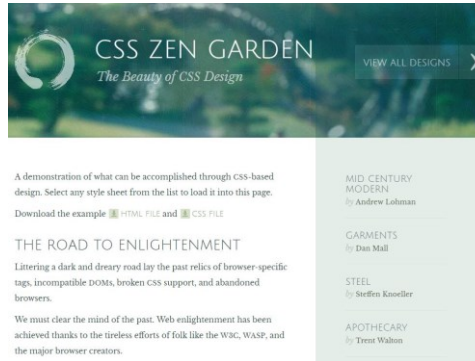 CSS ZEN GARDEN
The Beauty of CSS Design
VIEW ALL DESIGNS
A demonstration of what can be accomplished through CSS-based
design. Select any style sheet from the list to load it into this page.
Download the example HTML FILE and CSS FILE
THE ROAD TO ENLIGHTENMENT
Littering a dark and dreary road lay the past relics of browser-specific
tags, incompatible DOMs, broken CSS support, and abandoned
browsers.
We must clear the mind of the past. Web enlightenment has been
achieved thanks to the tireless efforts of folk like the W3C, WASP, and
the major browser creators.
MID CENTURY
MODERN
by Andrew Lohman
GARMENTS
by Dan Mall
STEEL
by Steffen Knoeller
APOTHECARY
by Trent Walton